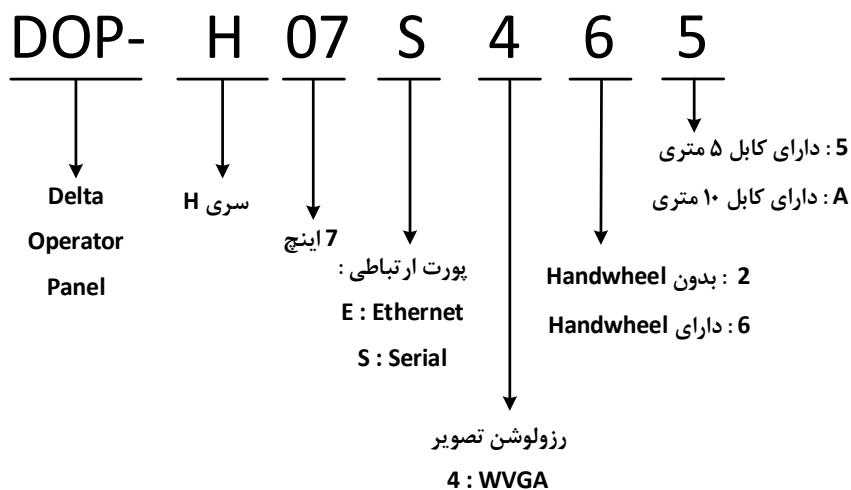 DOP- H 07 S 4 6 5
Delta
Operator
Panel
سری H
7 اینچ
پورت ارتباطی :
E : Ethernet
S : Serial
رزولوشن تصویر
4 : WVGA
2 : بدون Handwheel
6 : دارای Handwheel
5 : دارای کابل ۵ متری
A : دارای کابل ۱۰ متری